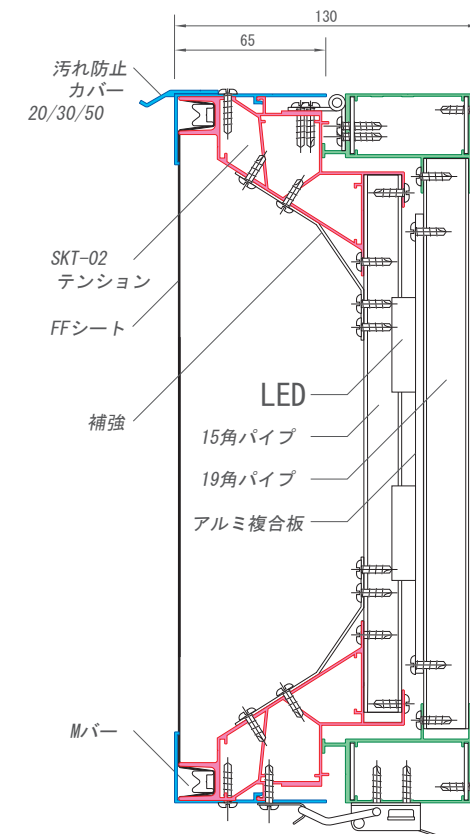 130
65
汚れ防止
カバー
20/30/50
SKT-02
テンション
FFシート
補強
LED
15角パイプ
19角パイプ
アルミ複合板
Mバー